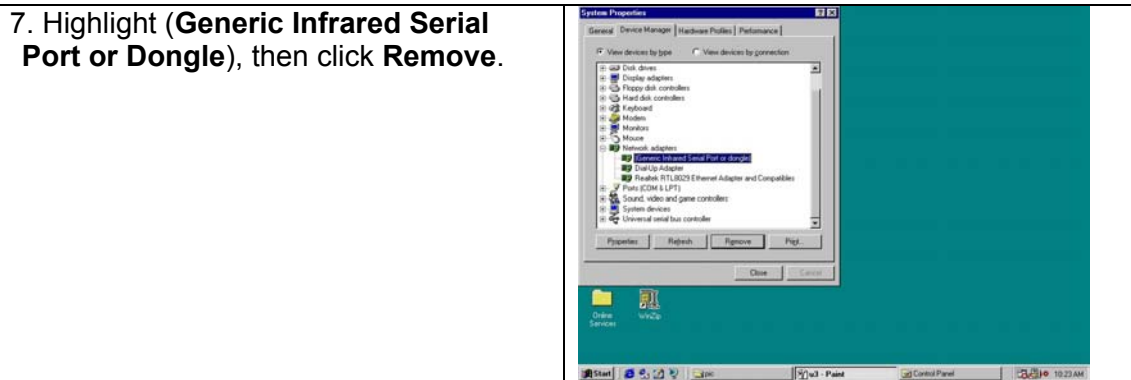 7. Highlight (Generic Infrared Serial
Port or Dongle), then click Remove.
System Properties
General Device Manager Hardware Profiles Performance
View devices by type View devices by connection
Disk drives
Display adapters
Floppy disk controllers
Hard disk controllers
Keyboard
Modem
Monitors
Mouse
Network adapters
(Generic Infrared Serial Port or dongle)
Dial-Up Adapter
Realtek RTL8029 Ethernet Adapter and Compatibles
Ports (COM & LPT)
Sound, video and game controllers
System devices
Universal serial bus controller
Properties Refresh Remove Print...
Close Cancel
Online
Services
WinZip
Start pic u3 - Paint Control Panel 10:23 AM